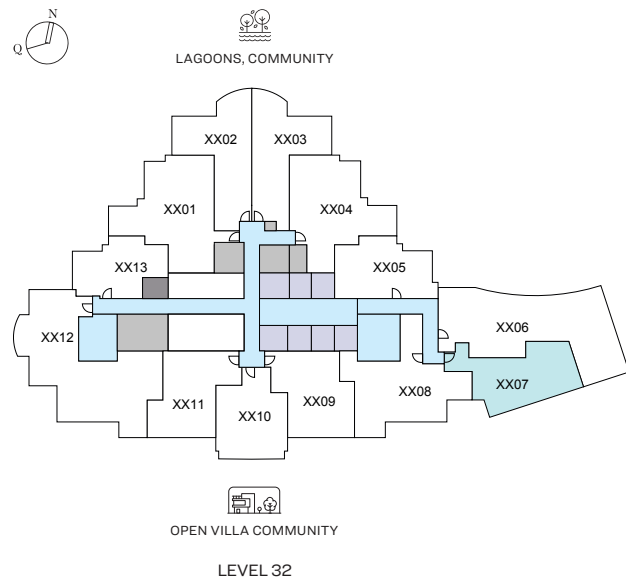 N
Q
LAGOONS, COMMUNITY
XX02 XX03
XX01 XX04
XX13 XX05
XX12 XX06
XX07
XX11 XX10 XX09 XX08
OPEN VILLA COMMUNITY
LEVEL 32